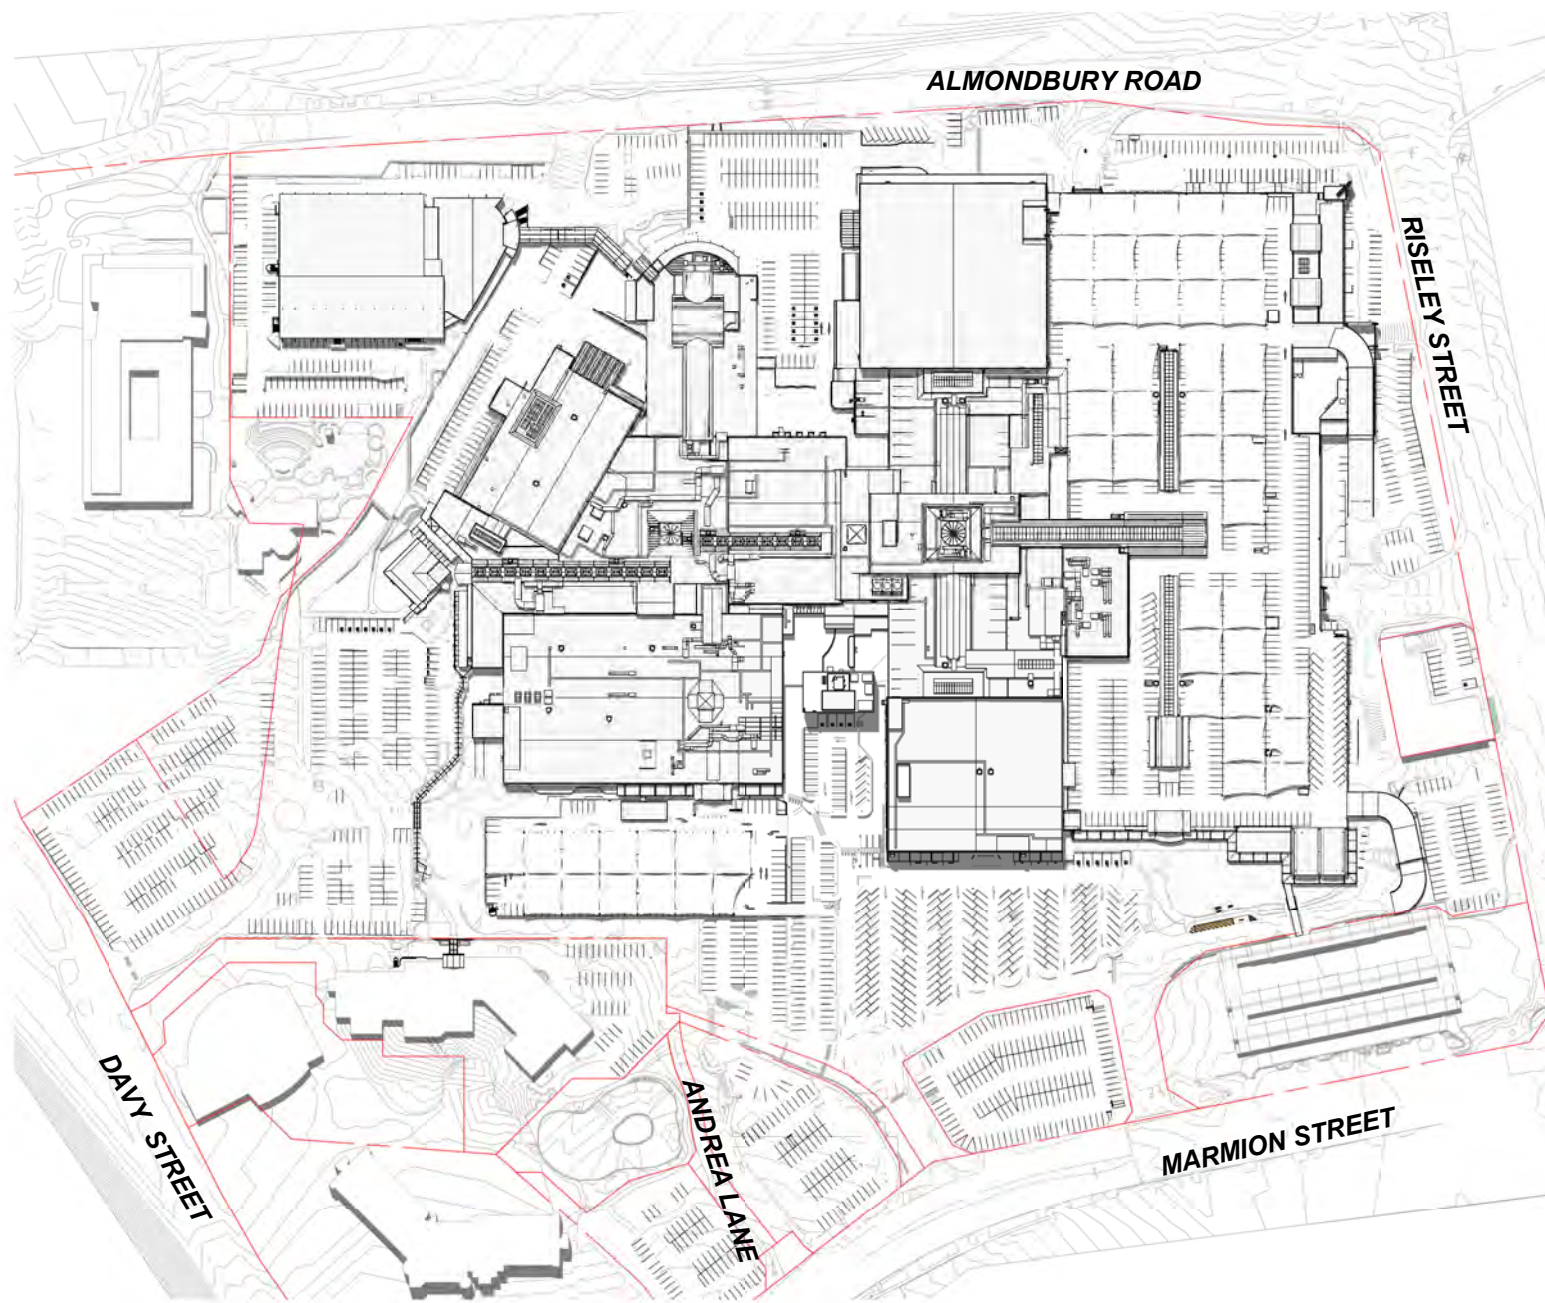 ALMONDBURY ROAD
RISELEY STREET
DAVY STREET
ANDREA LANE
MARMION STREET